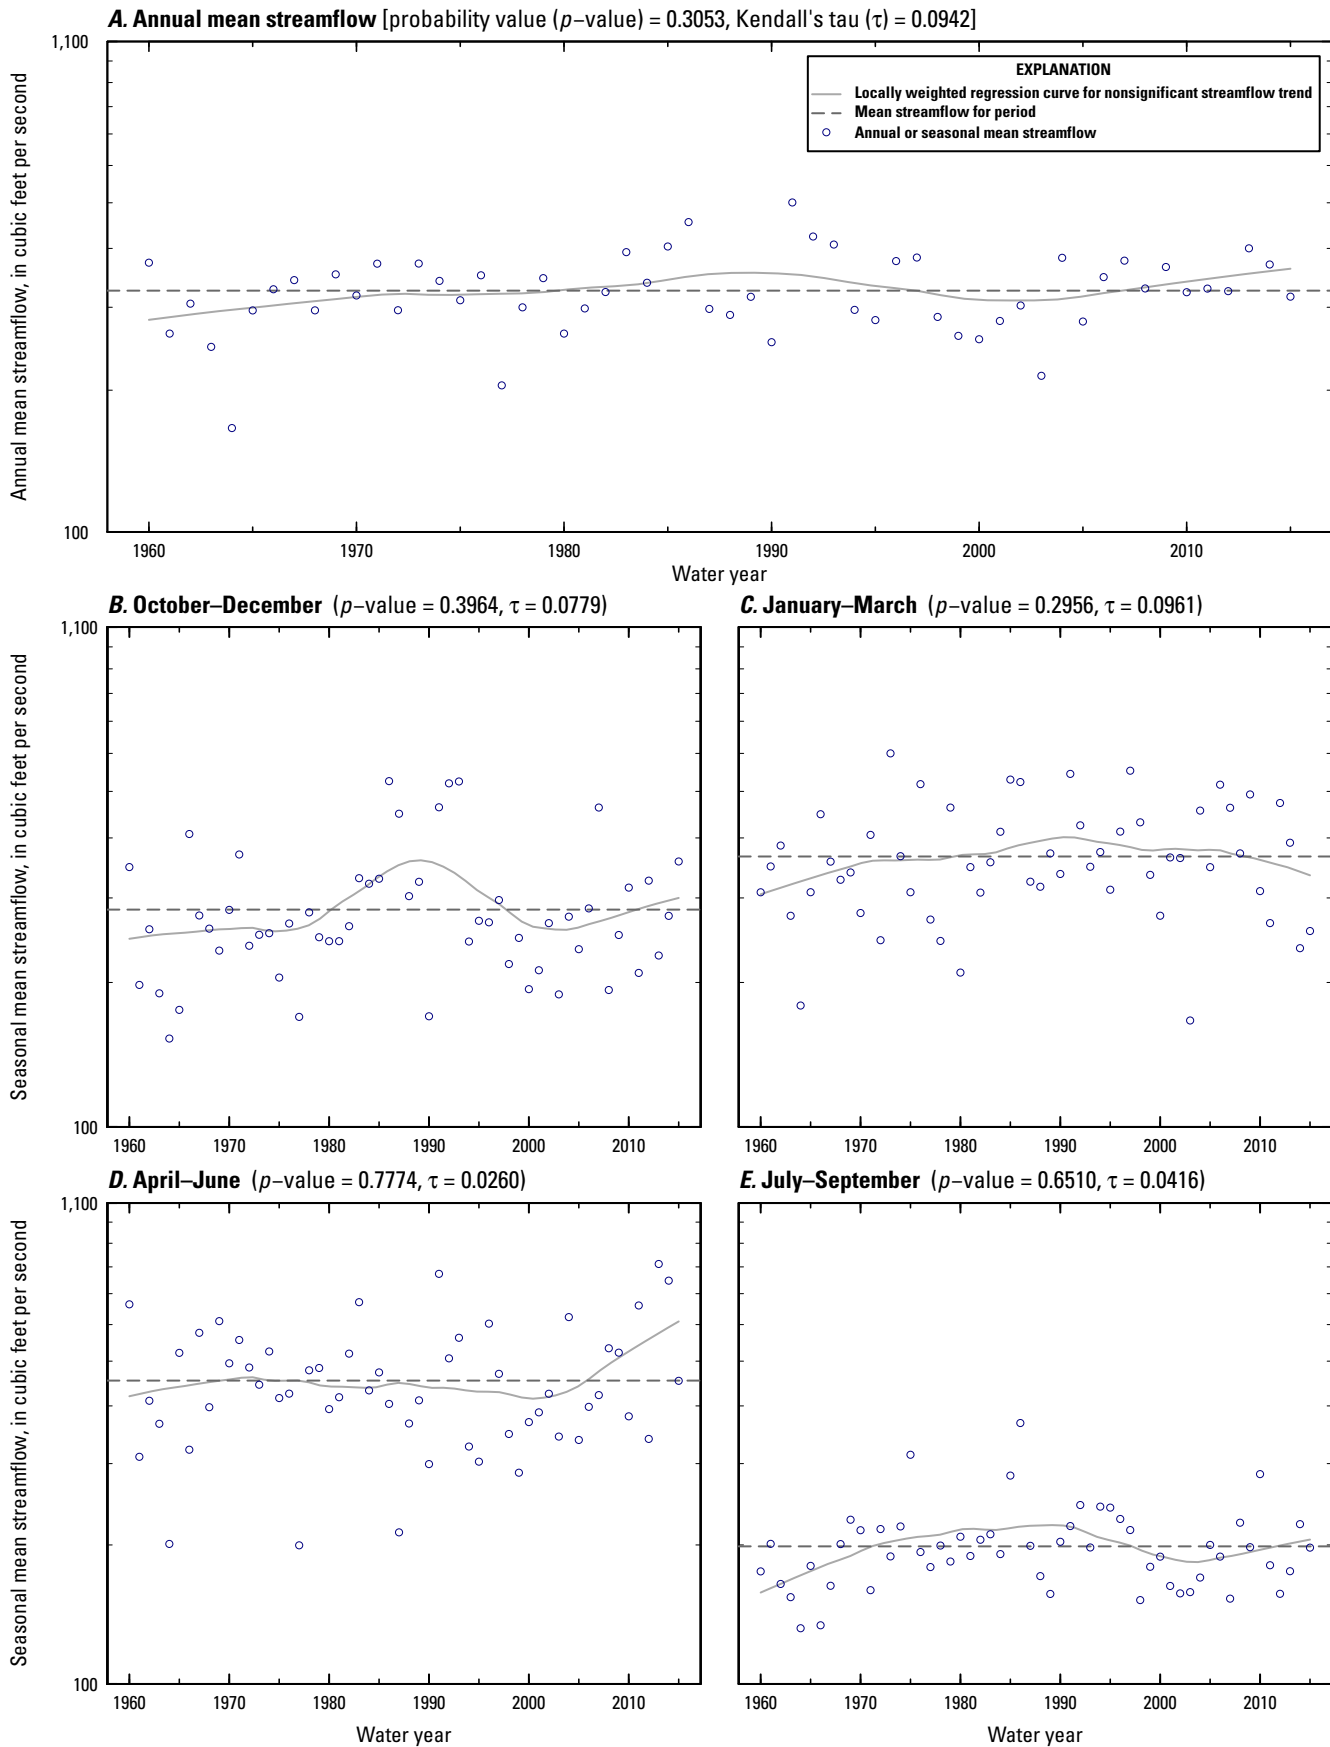 A. Annual mean streamflow [probability value (p−value) = 0.3053, Kendall's tau (τ) = 0.0942]
1,100
EXPLANATION
Locally weighted regression curve for nonsignificant streamflow trend
Mean streamflow for period
Annual or seasonal mean streamflow
Annual mean streamflow, in cubic feet per second
100
1960 1970 1980 1990 2000 2010
Water year
B. October–December (p−value = 0.3964, τ = 0.0779)
1,100
Seasonal mean streamflow, in cubic feet per second
100
1960 1970 1980 1990 2000 2010
C. January–March (p−value = 0.2956, τ = 0.0961)
1960 1970 1980 1990 2000 2010
D. April–June (p−value = 0.7774, τ = 0.0260)
1,100
Seasonal mean streamflow, in cubic feet per second
100
1960 1970 1980 1990 2000 2010
Water year
E. July–September (p−value = 0.6510, τ = 0.0416)
1960 1970 1980 1990 2000 2010
Water year